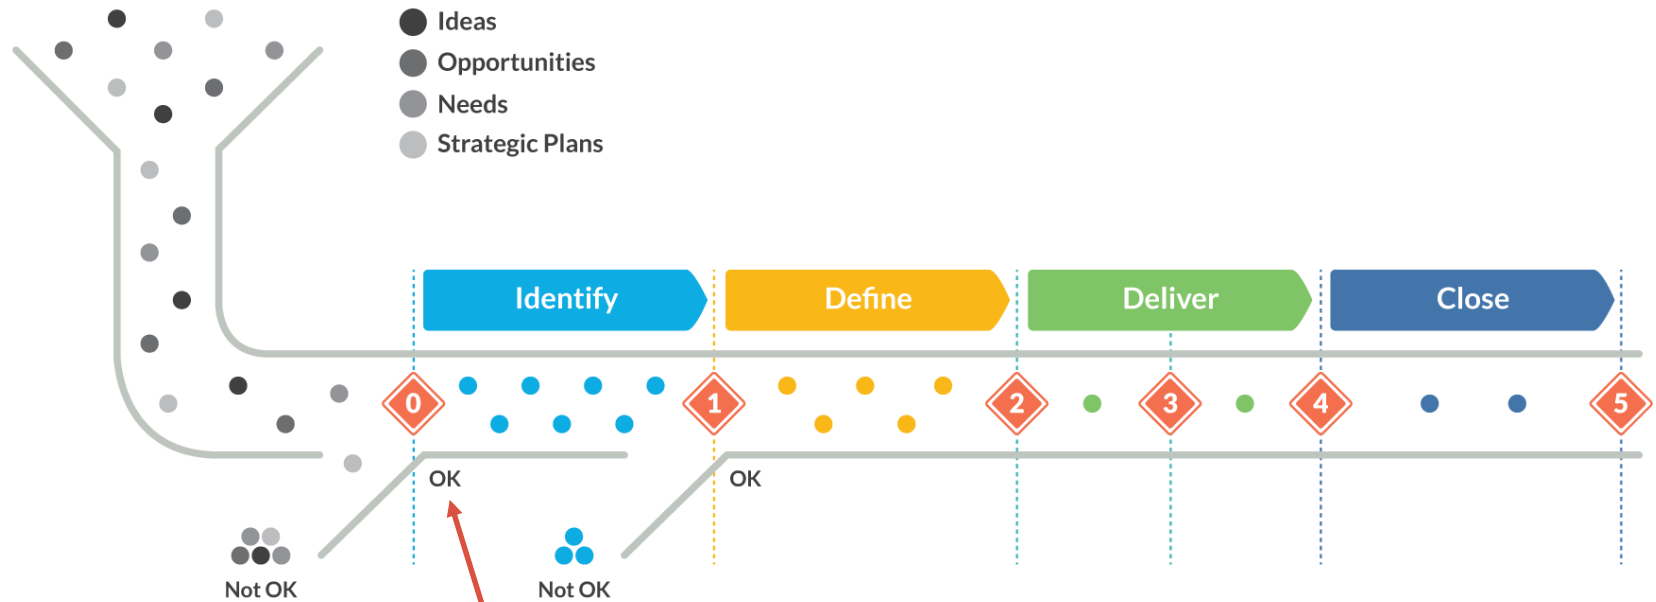 Ideas
Opportunities
Needs
Strategic Plans
Identify
Define
Deliver
Close
0
1
2
3
4
5
OK
OK
Not OK
Not OK